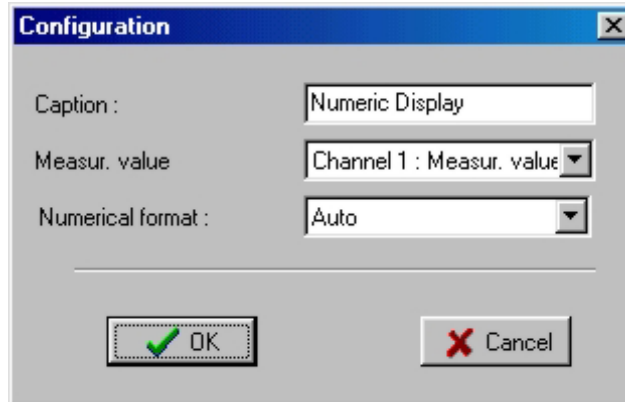 Configuration
Caption : Numeric Display
Measur. value Channel 1 : Measur. value
Numerical format : Auto
OK Cancel